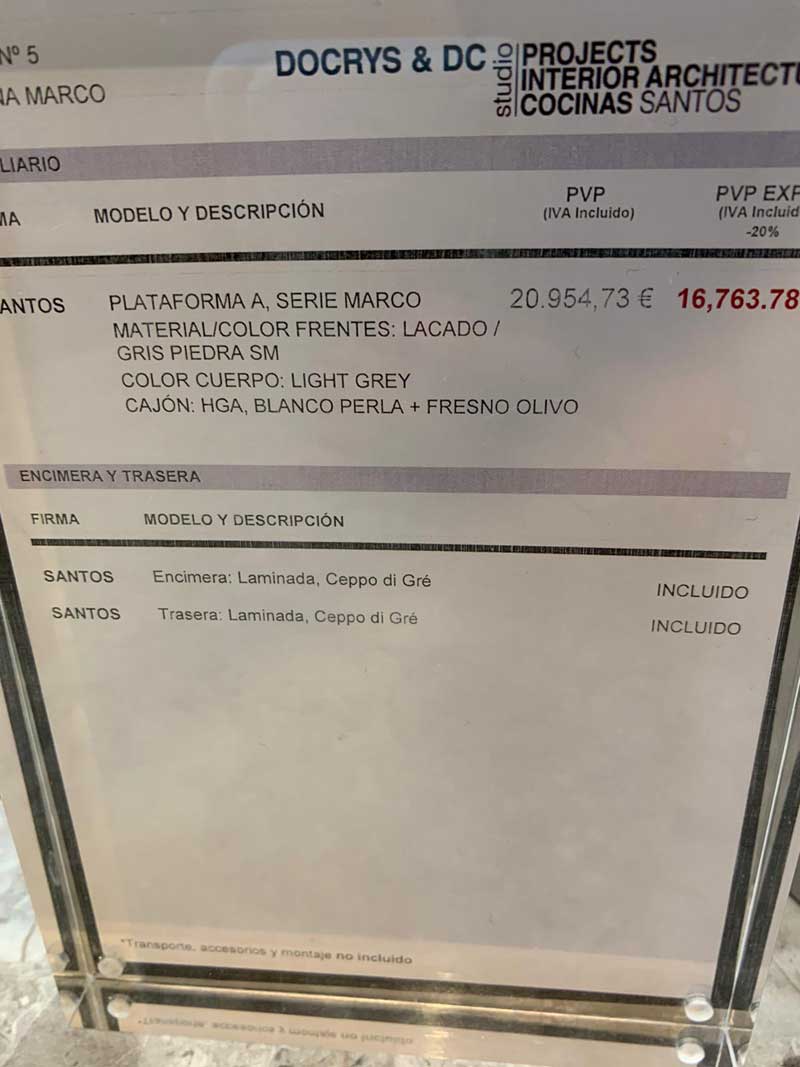 Nº 5
DOCRYS & DC studio PROJECTS
INTERIOR ARCHITECTU
COCINAS SANTOS
NA MARCO
LIARIO
MA MODELO Y DESCRIPCIÓN PVP (IVA Incluido) PVP EXP (IVA Incluid -20%
ANTOS PLATAFORMA A, SERIE MARCO 20.954,73 € 16,763.78
MATERIAL/COLOR FRENTES: LACADO /
GRIS PIEDRA SM
COLOR CUERPO: LIGHT GREY
CAJÓN: HGA, BLANCO PERLA + FRESNO OLIVO
ENCIMERA Y TRASERA
FIRMA MODELO Y DESCRIPCIÓN
SANTOS Encimera: Laminada, Ceppo di Gré INCLUIDO
SANTOS Trasera: Laminada, Ceppo di Gré INCLUIDO
*Transporte, accesorios y montaje no incluido